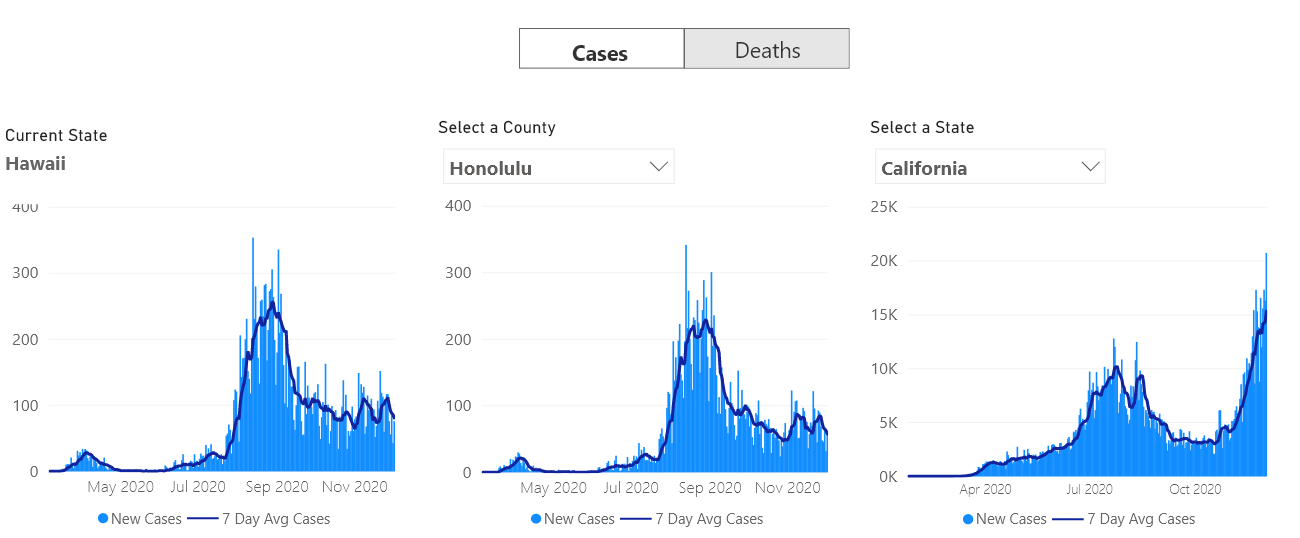 Cases Deaths
Current State
Hawaii
400
300
200
100
0
May 2020 Jul 2020 Sep 2020 Nov 2020
New Cases 7 Day Avg Cases
Select a County
Honolulu
400
300
200
100
0
May 2020 Jul 2020 Sep 2020 Nov 2020
New Cases 7 Day Avg Cases
Select a State
California
25K
20K
15K
10K
5K
0K
Apr 2020 Jul 2020 Oct 2020
New Cases 7 Day Avg Cases